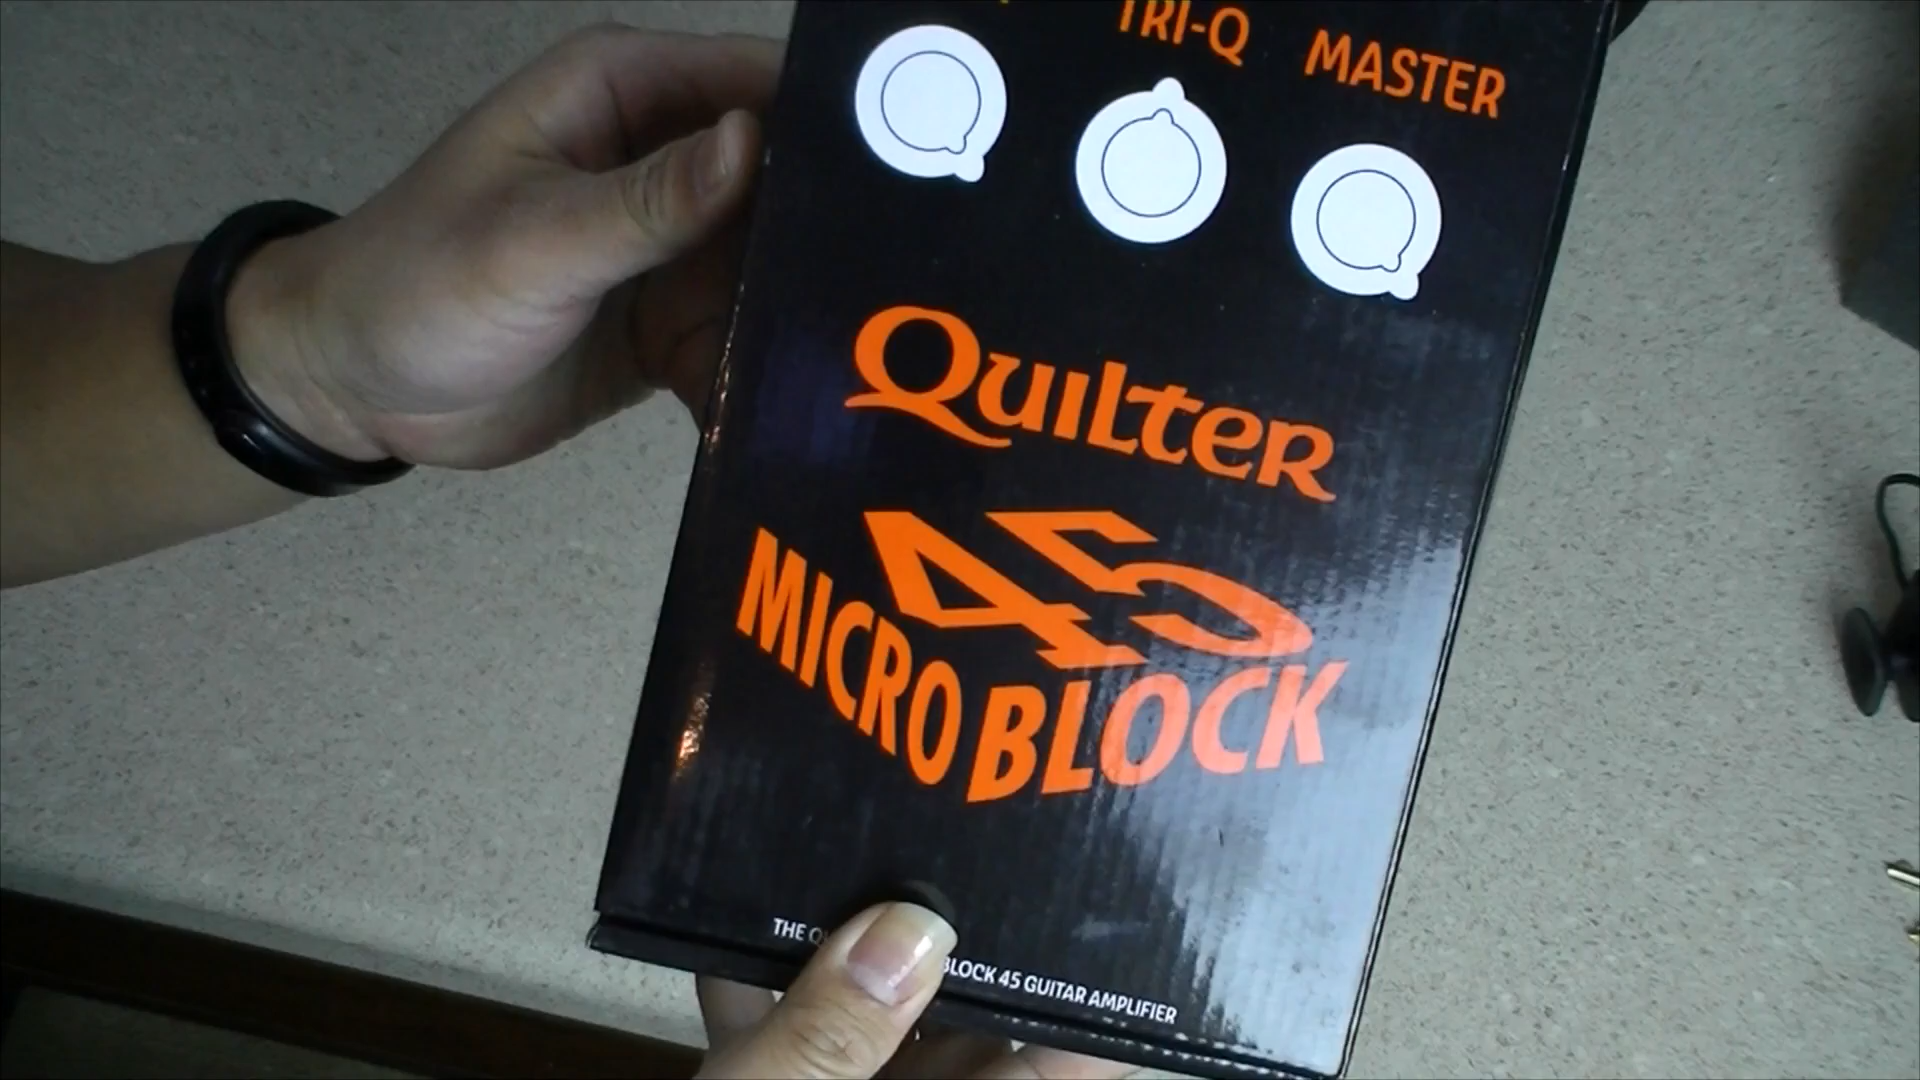 TRI-Q MASTER
QUILTER
45
MICRO BLOCK
THE BLOCK 45 GUITAR AMPLIFIER